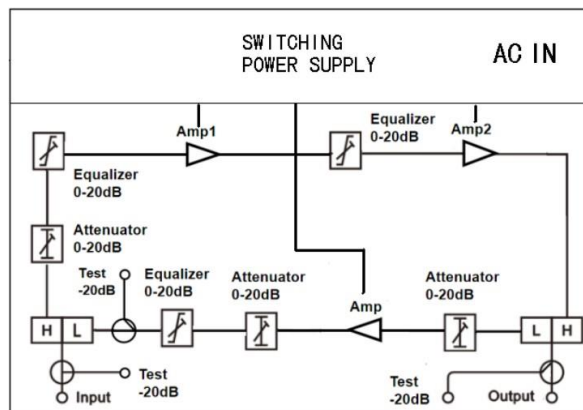 SWITCHING
POWER SUPPLY
AC IN
Amp1
Equalizer
0-20dB
Amp2
Equalizer
0-20dB
Attenuator
0-20dB
Test
-20dB
Equalizer
0-20dB
Attenuator
0-20dB
Amp
Attenuator
0-20dB
H
L
L
H
Test
-20dB
Input
Test
-20dB
Output